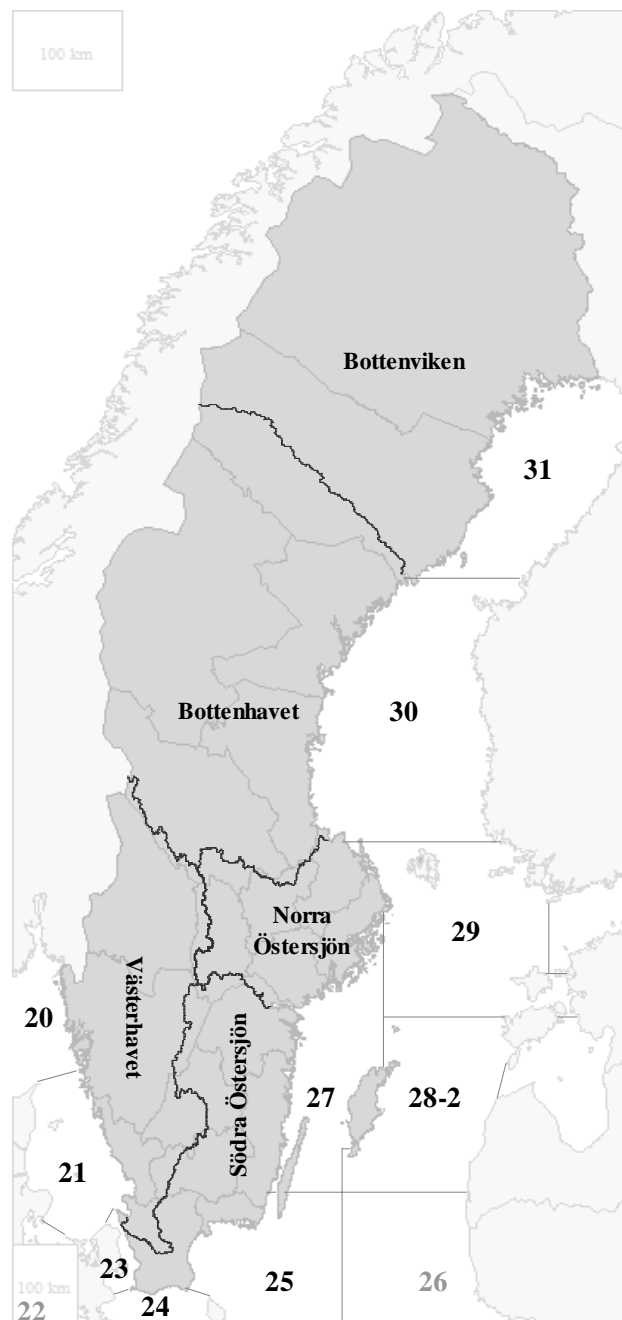 100 km
Bottenviken
31
Bottenhavet
30
Norra
Östersjön
29
Västerhavet
20
Södra Östersjön
27
28-2
21
23
100 km
22
24
25
26